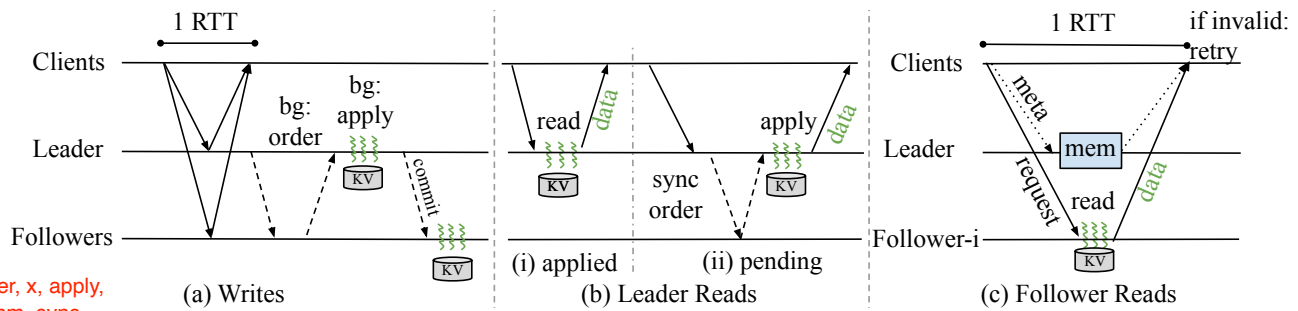 1 RTT
Clients
Leader
Followers
bg:
order
bg:
apply
KV
commit
KV
(a) Writes
er, x, apply,
read
data
KV
(i) applied
sync
order
apply
data
KV
(ii) pending
(b) Leader Reads
1 RTT
if invalid:
retry
Clients
meta
Leader
mem
request
read
data
Follower-i
KV
(c) Follower Reads